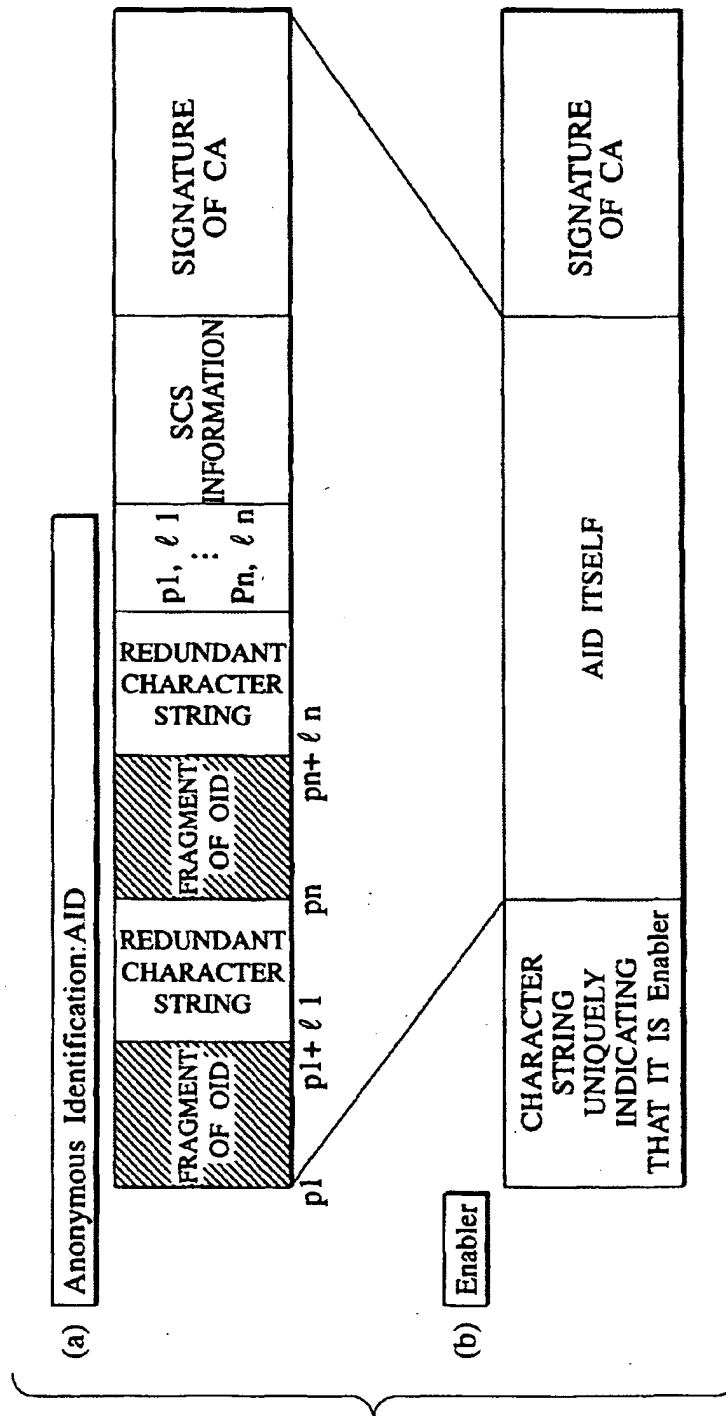 (a)
Anonymous Identification:AID
FRAGMENT
OF OID
REDUNDANT
CHARACTER
STRING
FRAGMENT
OF OID
REDUNDANT
CHARACTER
STRING
p1, ℓ 1
⋮
Pn, ℓ n
SCS
INFORMATION
SIGNATURE
OF CA
p1
p1+ ℓ 1
pn
pn+ ℓ n
(b)
Enabler
CHARACTER
STRING
UNIQUELY
INDICATING
THAT IT IS Enabler
AID ITSELF
SIGNATURE
OF CA